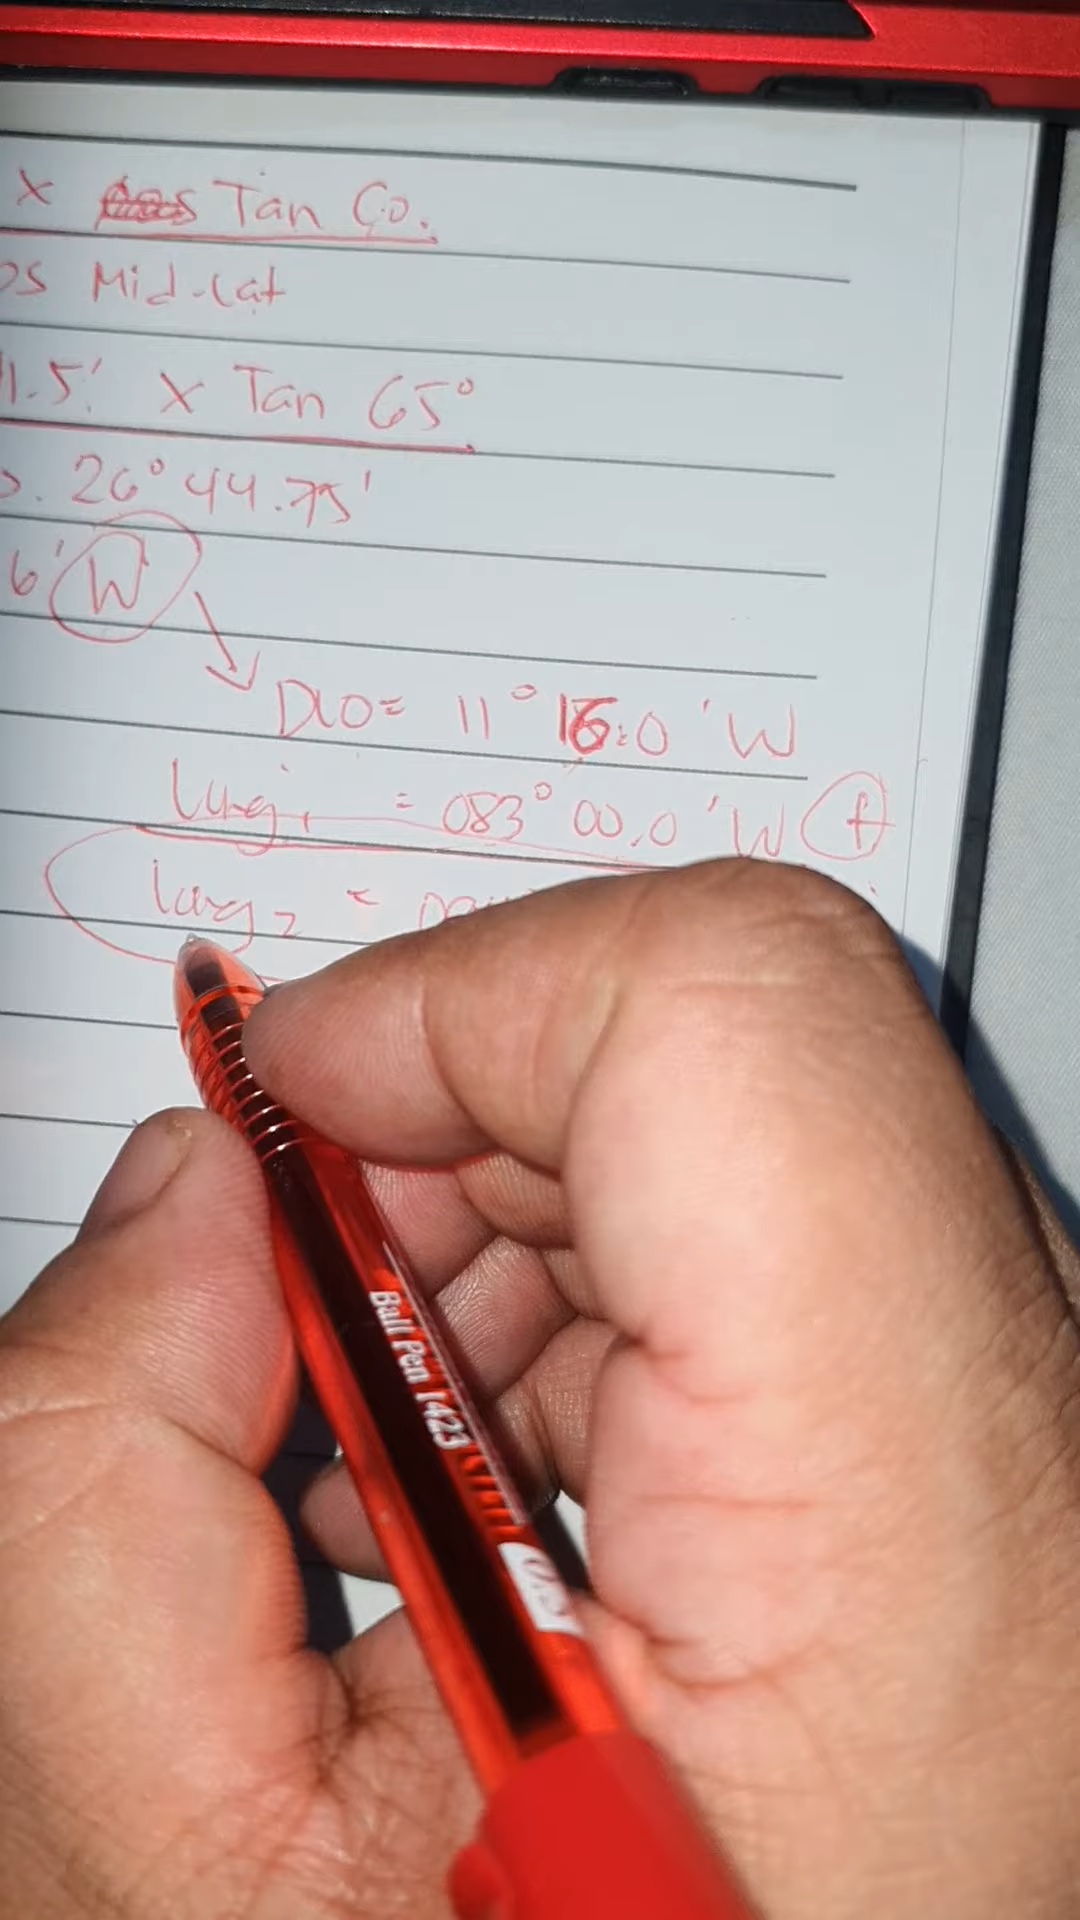 x Tan Co.
os Mid-Lat
1.5' x Tan 65°
. 26° 44.75'
6' W
DLO = 11° 16.0' W
Long₁ = 083° 00.0' W +
Long₂ =
Ball Pen 1423